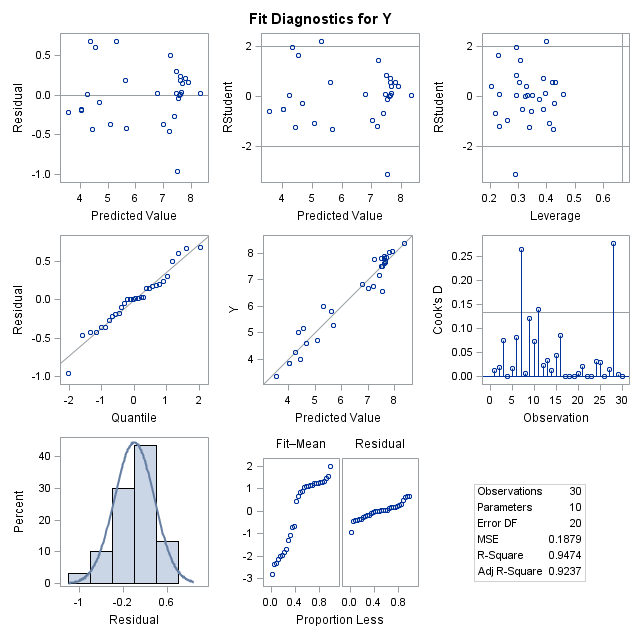 Fit Diagnostics for Y
0.5
0.0
-0.5
-1.0
Residual
4 5 6 7 8
Predicted Value
2
0
-2
RStudent
4 5 6 7 8
Predicted Value
2
0
-2
RStudent
0.2 0.3 0.4 0.5 0.6
Leverage
0.5
0.0
-0.5
-1.0
Residual
-2 -1 0 1 2
Quantile
8
7
6
5
4
Y
4 5 6 7 8
Predicted Value
0.25
0.20
0.15
0.10
0.05
0.00
Cook's D
0 5 10 15 20 25 30
Observation
40
30
20
10
0
Percent
-1 -0.2 0.6
Residual
Fit–Mean Residual
2
1
0
-1
-2
-3
0.0 0.4 0.8 0.0 0.4 0.8
Proportion Less
Observations 30
Parameters 10
Error DF 20
MSE 0.1879
R-Square 0.9474
Adj R-Square 0.9237